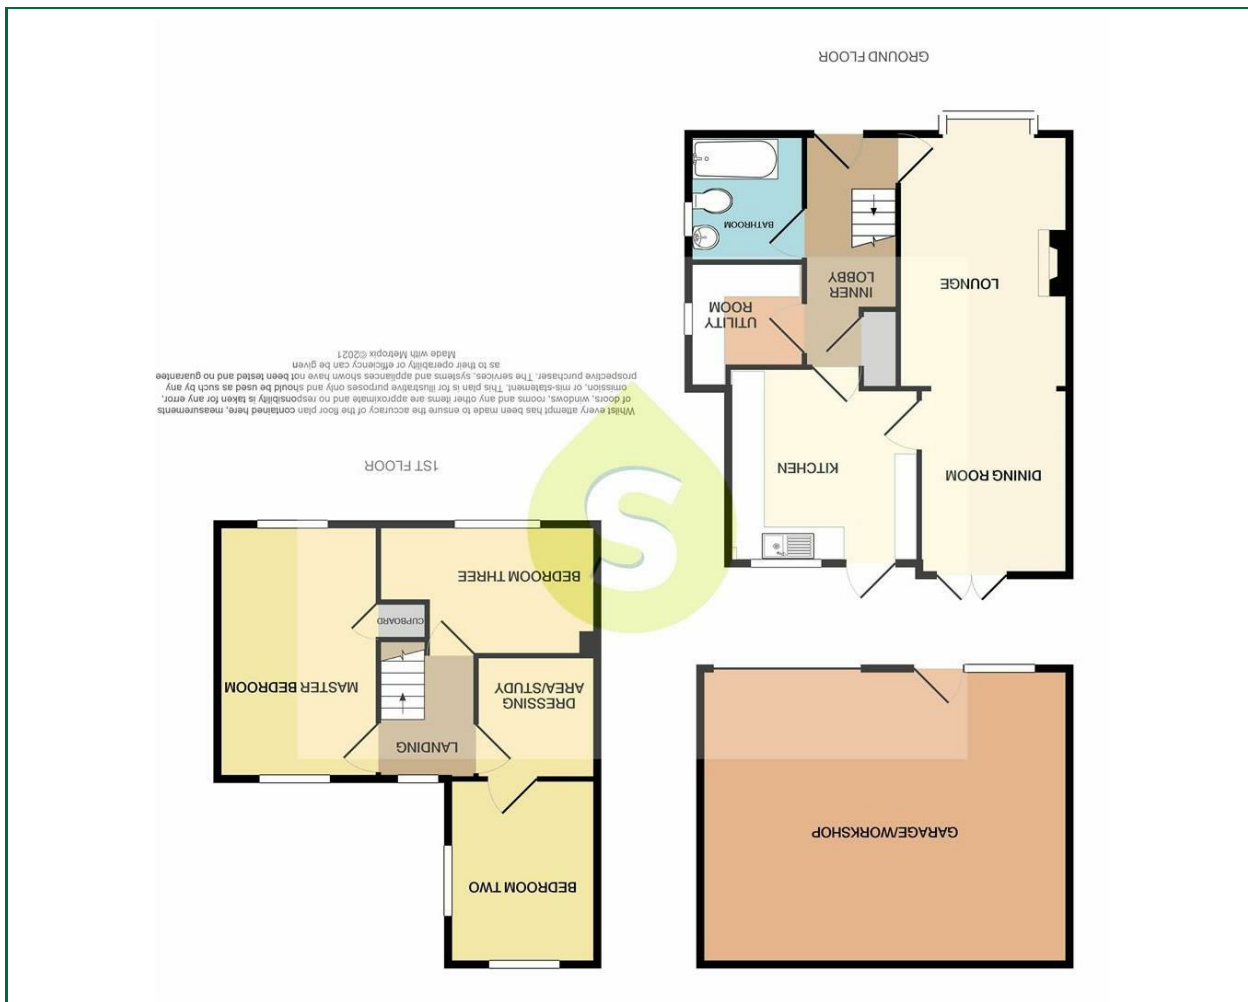 GARAGE/WORKSHOP
DINING ROOM
KITCHEN
LOUNGE
UTILITY
ROOM
INNER
LOBBY
BATHROOM
GROUND FLOOR
BEDROOM TWO
LANDING
DRESSING
AREA/STUDY
MASTER BEDROOM
CUPBOARD
BEDROOM THREE
1ST FLOOR
S
Whilst every attempt has been made to ensure the accuracy of the floor plan contained here, measurements
of doors, windows, rooms and any other items are approximate and no responsibility is taken for any error,
omission, or mis-statement. This plan is for illustrative purposes only and should be used as such by any
prospective purchaser. The services, systems and appliances shown have not been tested and no guarantee
as to their operability or efficiency can be given
Made with Metropix ©2021